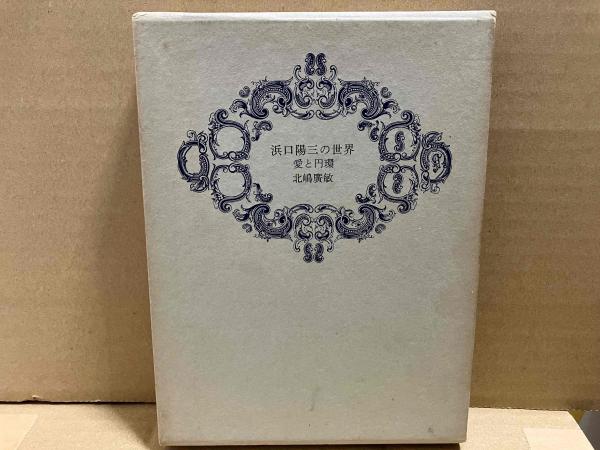 浜口陽三の世界
愛と円環
北嶋廣敏